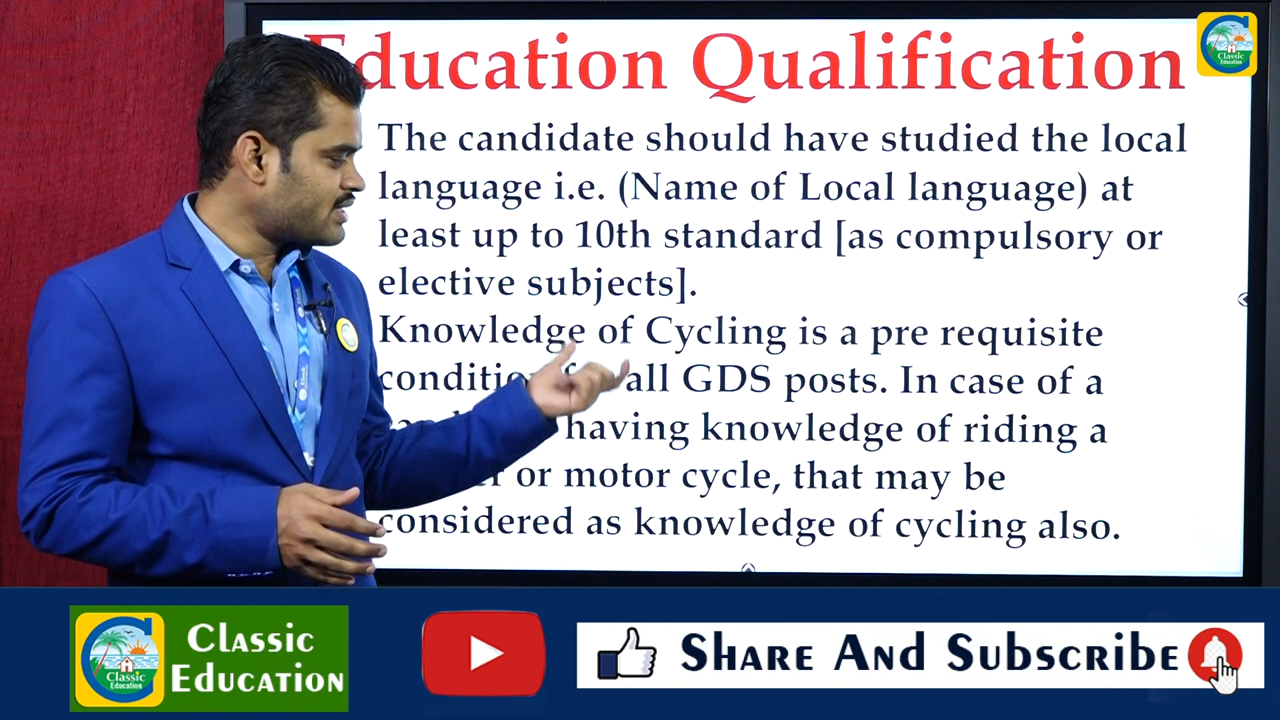 Education Qualification
The candidate should have studied the local
language i.e. (Name of Local language) at
least up to 10th standard [as compulsory or
elective subjects].
Knowledge of Cycling is a pre requisite
all GDS posts. In case of a
having knowledge of riding a
or motor cycle, that may be
considered as knowledge of cycling also.
Classic
Education
Classic
Education
Classic
Education
Share And Subscribe